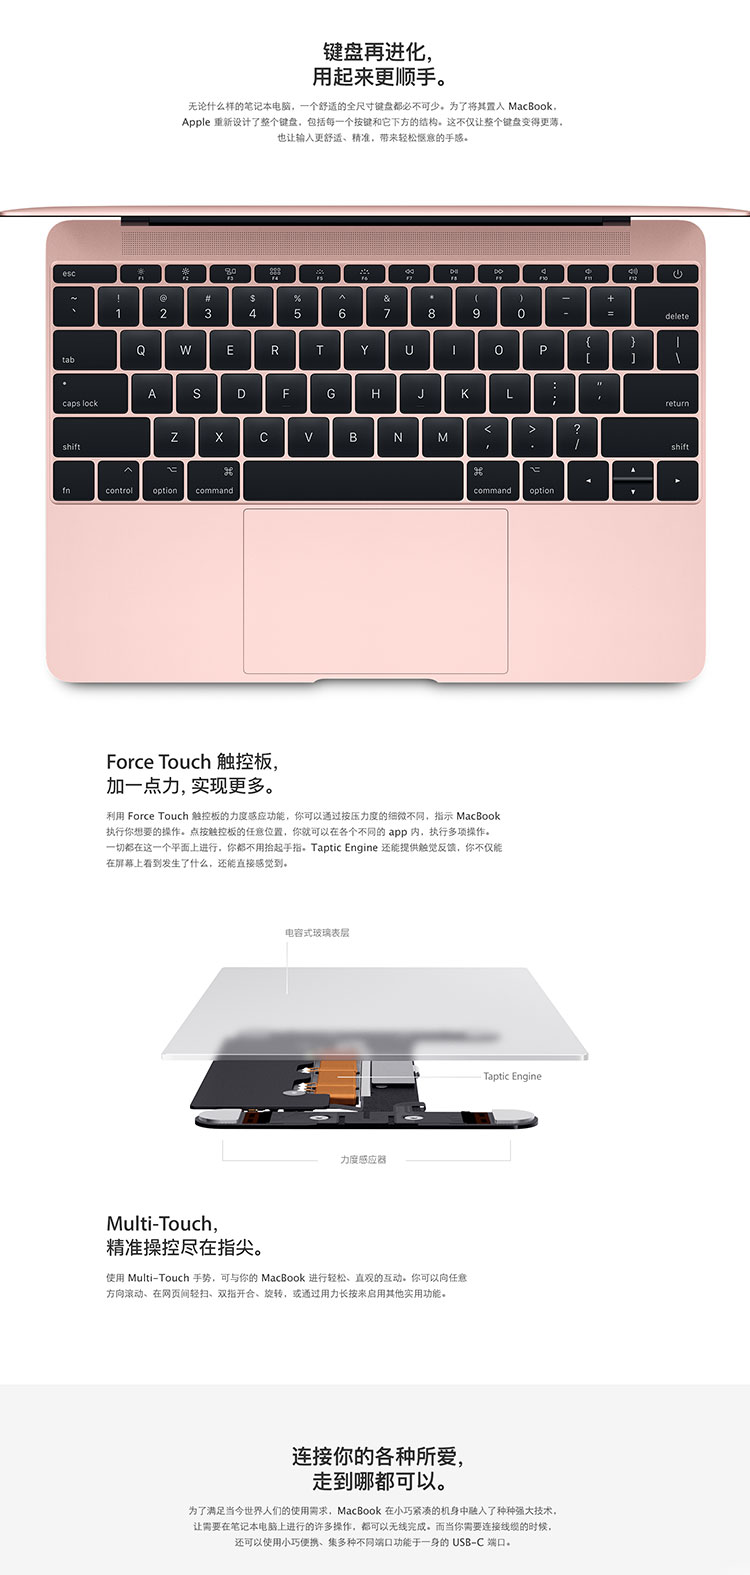 键盘再进化，
用起来更顺手。
无论什么样的笔记本电脑，一个舒适的全尺寸键盘都必不可少。为了将其置入 MacBook，
Apple 重新设计了整个键盘，包括每一个按键和它下方的结构。这不仅让整个键盘变得更薄，
也让输入更舒适、精准，带来轻松惬意的手感。
esc F1 F2 F3 F4 F5 F6 F7 F8 F9 F10 F11 F12
~ ! @ # $ % ^ & * ( ) — +
` 1 2 3 4 5 6 7 8 9 0 - = delete
tab Q W E R T Y U I O P { [ } ] | \
caps lock A S D F G H J K L : ; " ' return
shift Z X C V B N M < , > . ? / shift
fn control option ⌘ command ⌘ command option
Force Touch 触控板，
加一点力，实现更多。
利用 Force Touch 触控板的力度感应功能，你可以通过按压力度的细微不同，指示 MacBook
执行你想要的操作。点按触控板的任意位置，你就可以在各个不同的 app 内，执行多项操作。
一切都在这一个平面上进行，你都不用抬起手指。Taptic Engine 还能提供触觉反馈，你不仅能
在屏幕上看到发生了什么，还能直接感觉到。
电容式玻璃表层
Taptic Engine
力度感应器
Multi-Touch，
精准操控尽在指尖。
使用 Multi-Touch 手势，可与你的 MacBook 进行轻松、直观的互动。你可以向任意
方向滚动、在网页间轻扫、双指开合、旋转，或通过用力长按来启用其他实用功能。
连接你的各种所爱，
走到哪都可以。
为了满足当今世界人们的使用需求，MacBook 在小巧紧凑的机身中融入了种种强大技术，
让需要在笔记本电脑上进行的许多操作，都可以无线完成。而当你需要连接线缆的时候，
还可以使用小巧便携、集多种不同端口功能于一身的 USB-C 端口。